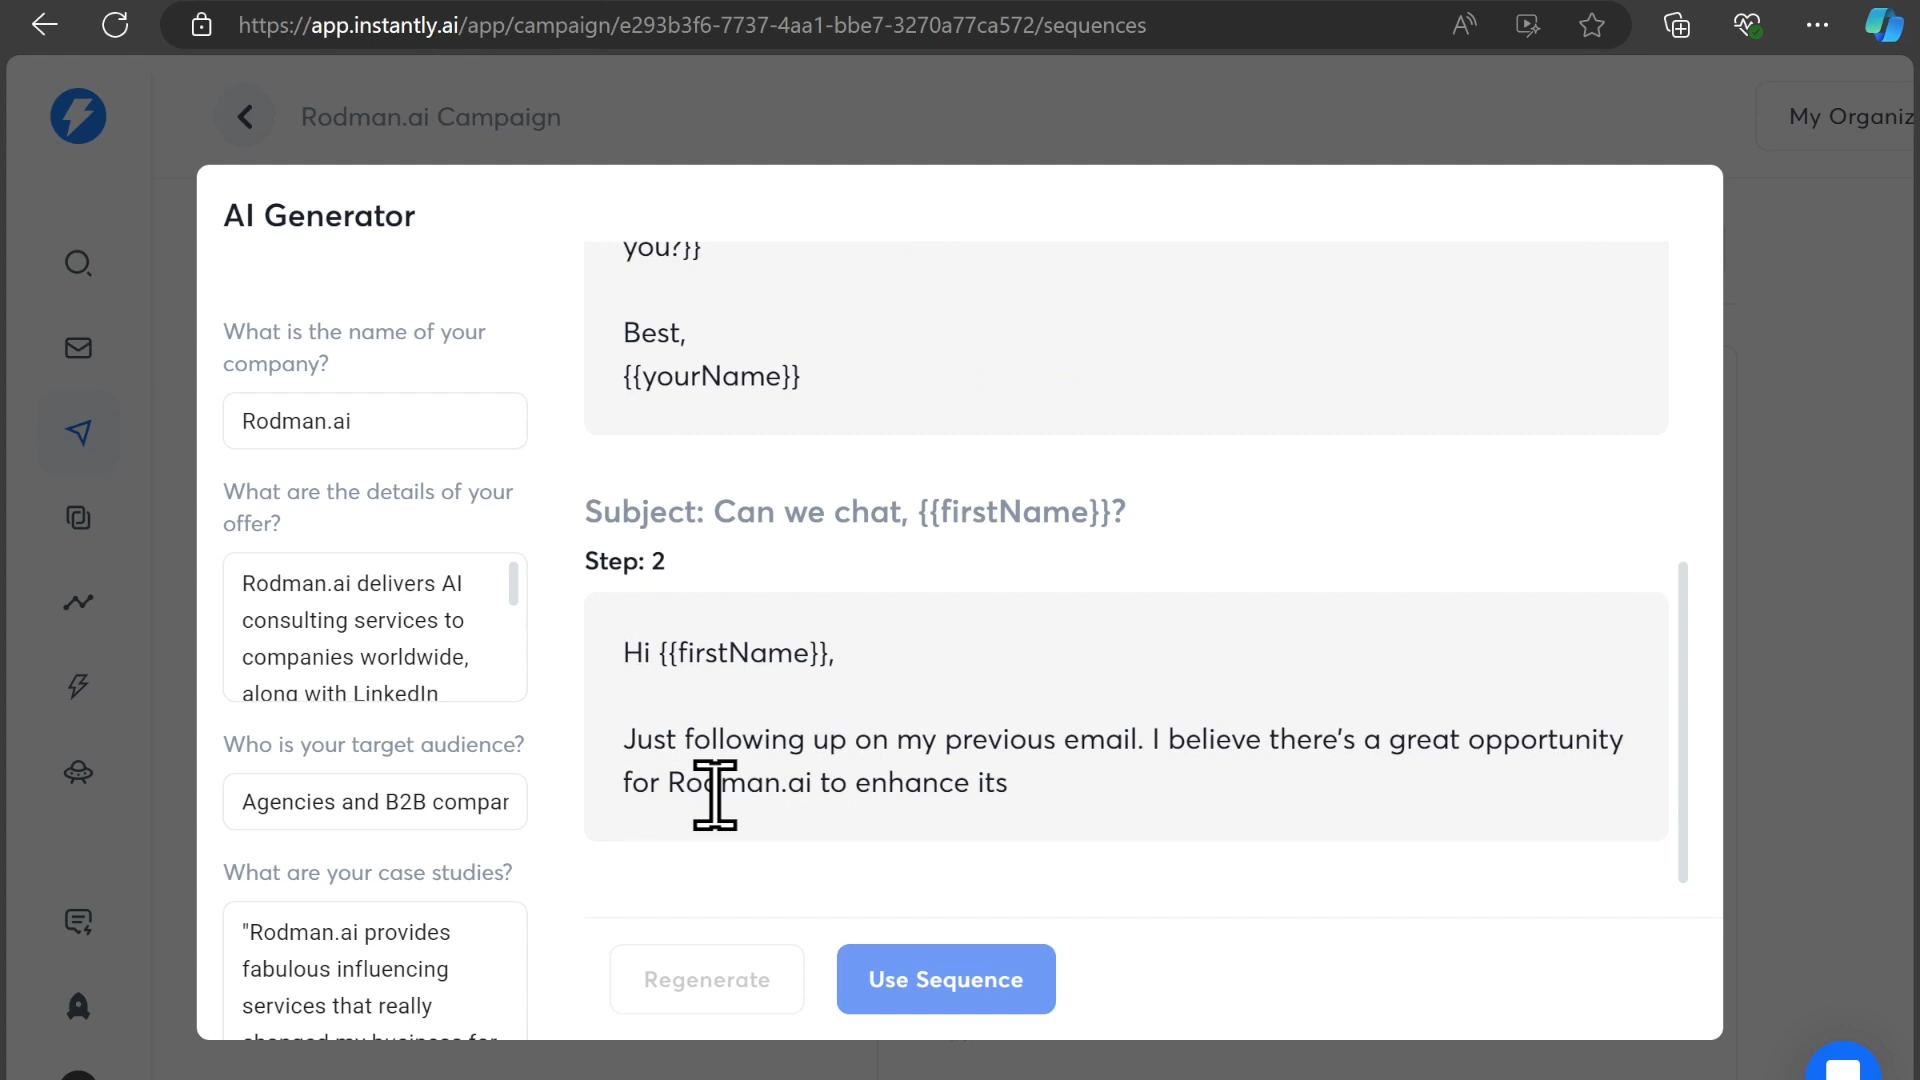 https://app.instantly.ai/app/campaign/e293b3f6-7737-4aa1-bbe7-3270a77ca572/sequences
Rodman.ai Campaign
My Organiz
AI Generator
What is the name of your
company?
Rodman.ai
What are the details of your
offer?
Rodman.ai delivers AI
consulting services to
companies worldwide,
along with LinkedIn
Who is your target audience?
Agencies and B2B compar
What are your case studies?
"Rodman.ai provides
fabulous influencing
services that really
changed my business for
you?}}
Best,
{{yourName}}
Subject: Can we chat, {{firstName}}?
Step: 2
Hi {{firstName}},
Just following up on my previous email. I believe there's a great opportunity
for Rodman.ai to enhance its
Regenerate
Use Sequence